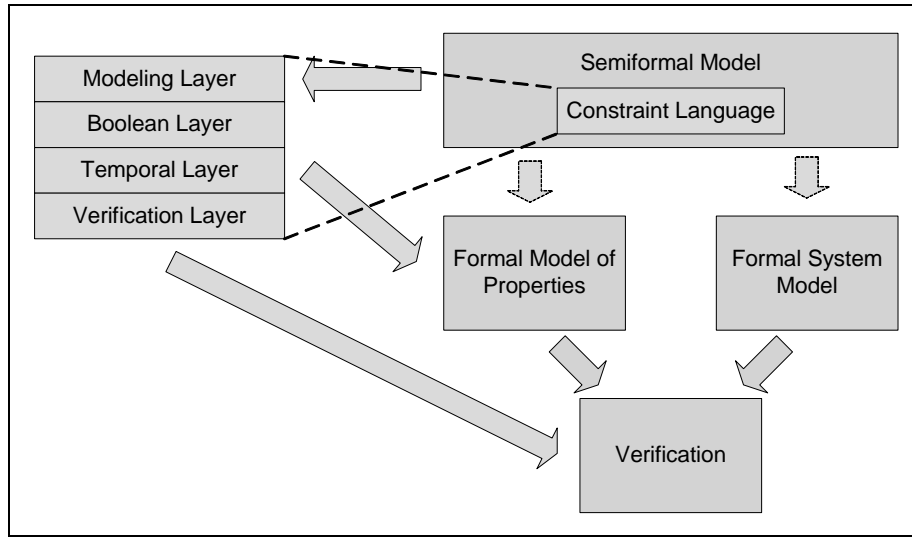 Modeling Layer
Boolean Layer
Temporal Layer
Verification Layer
Semiformal Model
Constraint Language
Formal Model of
Properties
Formal System
Model
Verification